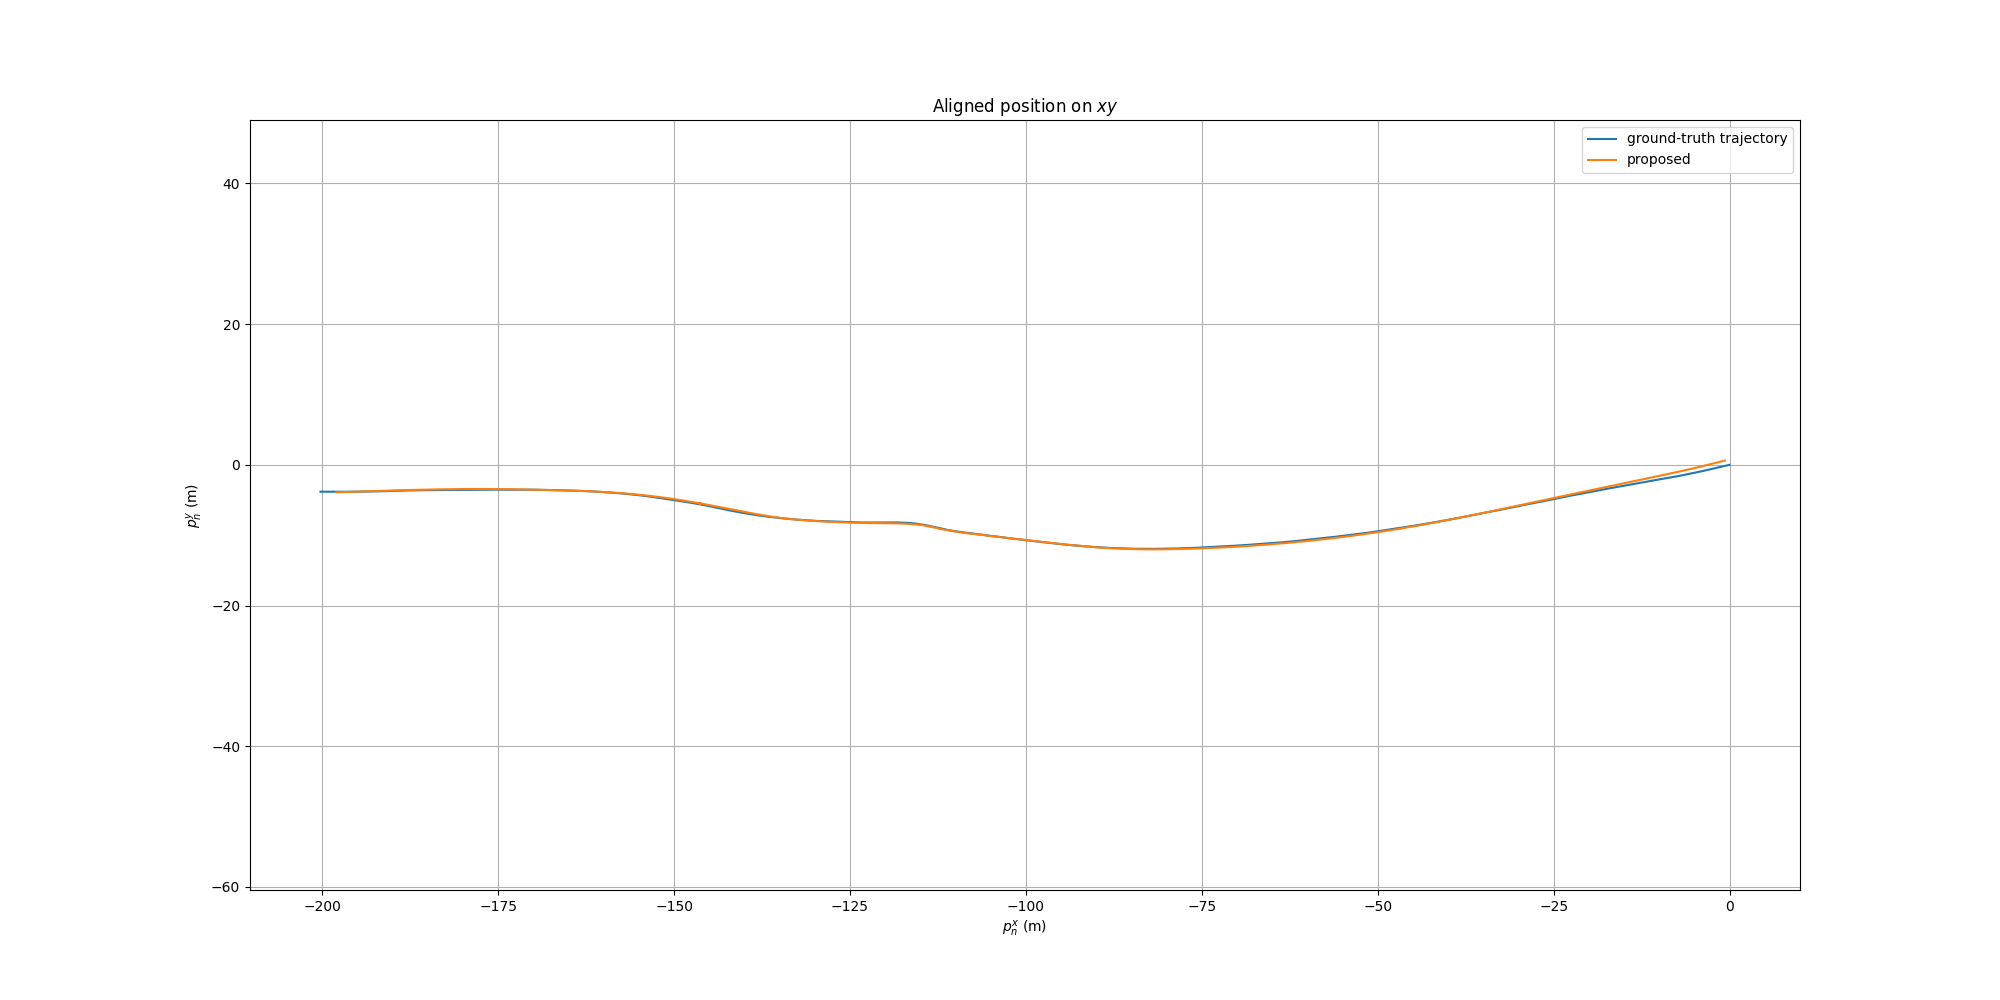 Aligned position on xy
ground-truth trajectory
proposed
40
20
0
−20
−40
−60
p_n^y (m)
−200 −175 −150 −125 −100 −75 −50 −25 0
p_n^x (m)